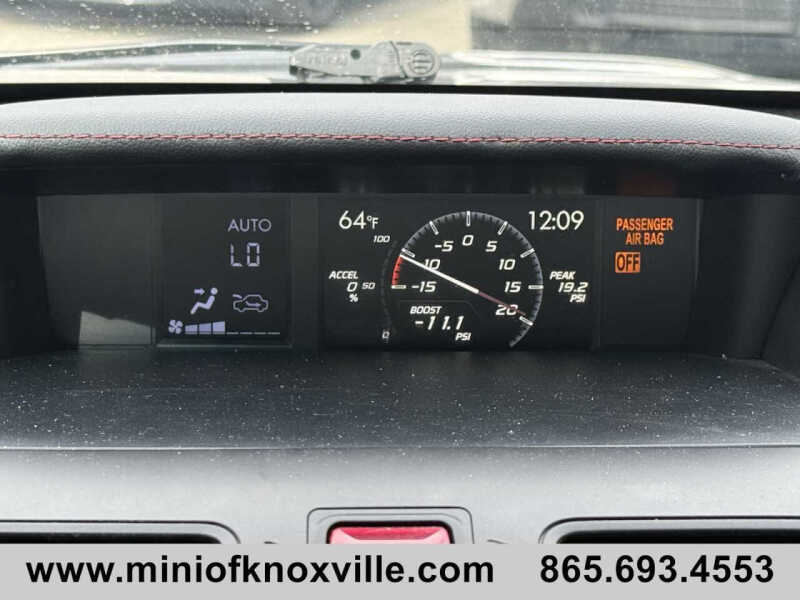 AUTO
LO
64°F
12:09
100
-5 0 5
-10 10
ACCEL
0 50
%
-15 15
PEAK
19.2
PSI
BOOST 20
-11.1
PSI
0
PASSENGER
AIR BAG
OFF
www.miniofknoxville.com 865.693.4553